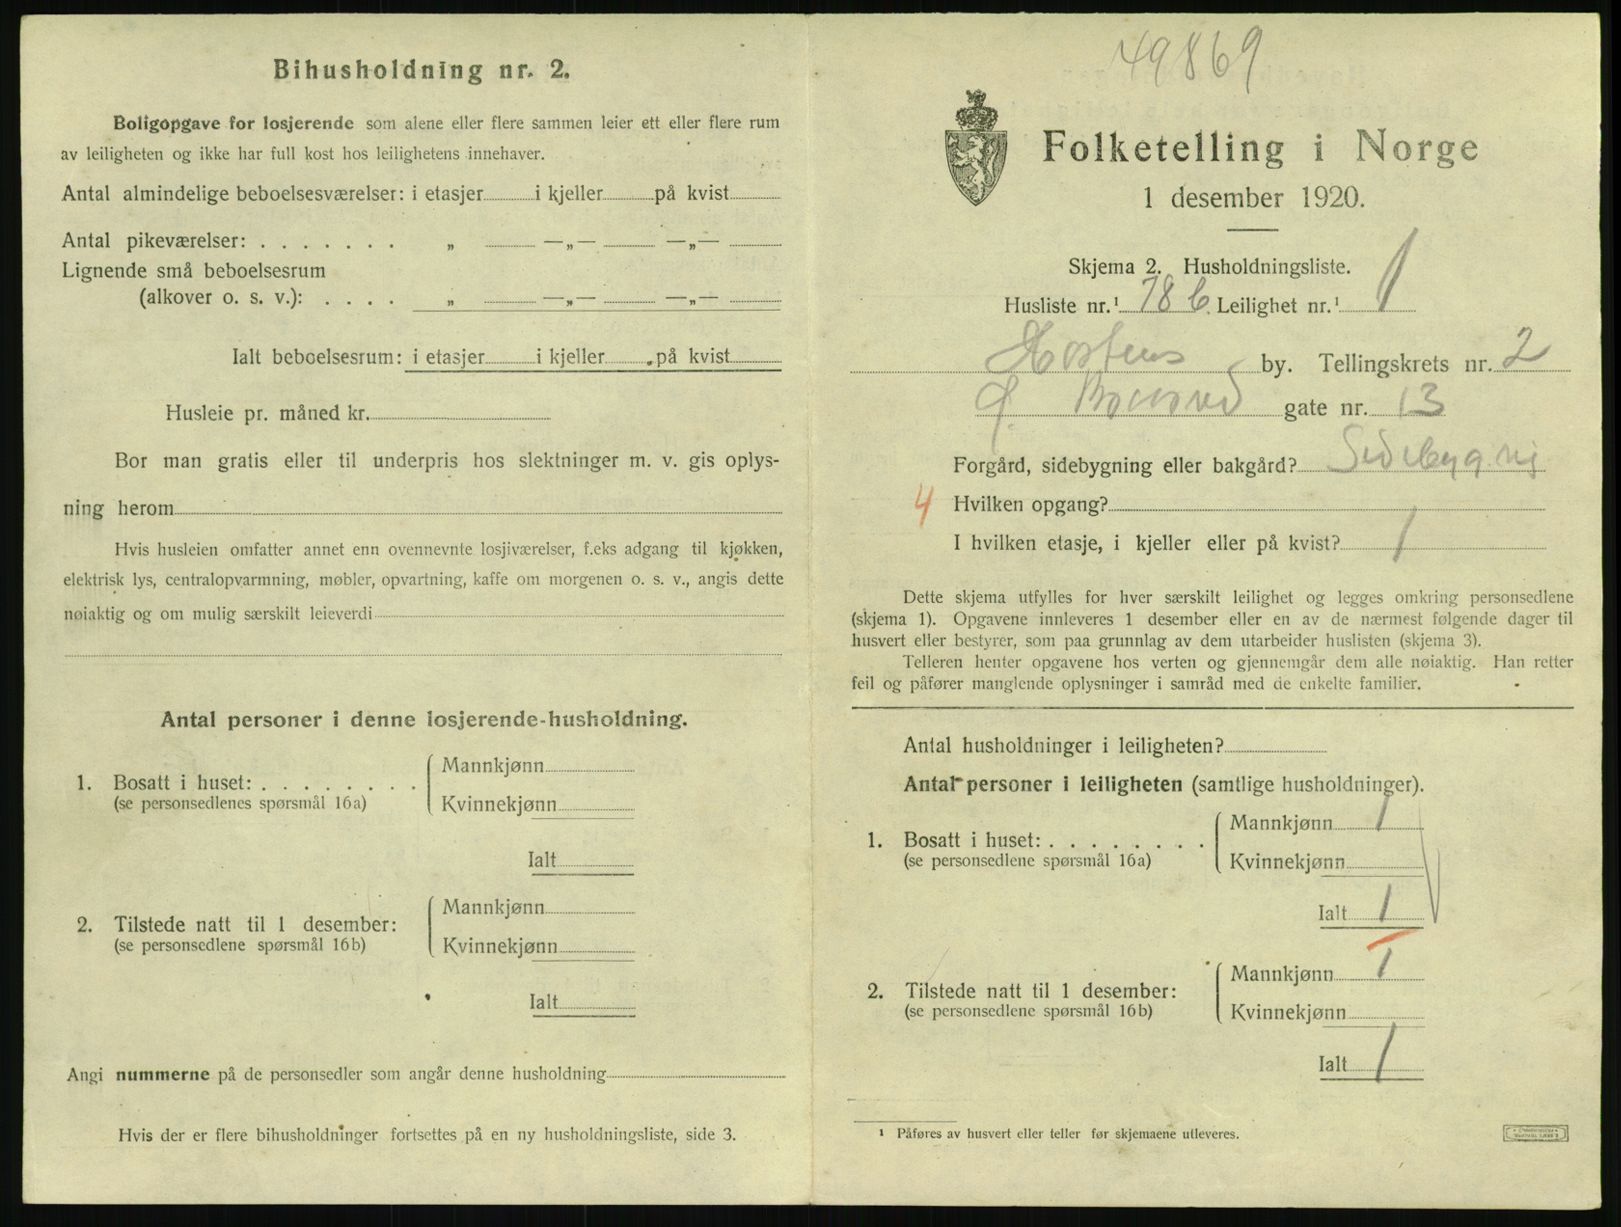 Bihusholdning nr. 2.
Boligopgave for losjerende som alene eller flere sammen leier ett eller flere rum
av leiligheten og ikke har full kost hos leilighetens innehaver.
Antal almindelige beboelsesværelser: i etasjer i kjeller på kvist
Antal pikeværelser: . . . . . . . „ —„— —„—
Lignende små beboelsesrum
(alkover o. s. v.): . . . . „ —„— —„—
Ialt beboelsesrum: i etasjer i kjeller på kvist
Husleie pr. måned kr.
Bor man gratis eller til underpris hos slektninger m. v. gis oplys-
ning herom
Hvis husleien omfatter annet enn ovennevnte losjiværelser, f.eks adgang til kjøkken,
elektrisk lys, centralopvarmning, møbler, opvartning, kaffe om morgenen o. s. v., angis dette
nøiaktig og om mulig særskilt leieverdi
Antal personer i denne losjerende-husholdning.
1. Bosatt i huset: . . . . . . . .
(se personsedlenes spørsmål 16a)
Mannkjønn
Kvinnekjønn
Ialt
2. Tilstede natt til 1 desember:
(se personsedlene spørsmål 16b)
Mannkjønn
Kvinnekjønn
Ialt
Angi nummerne på de personsedler som angår denne husholdning
Hvis der er flere bihusholdninger fortsettes på en ny husholdningsliste, side 3.
49869
Folketelling i Norge
1 desember 1920.
Skjema 2. Husholdningsliste.
Husliste nr.¹ 78 b. Leilighet nr.¹ 1
Hortens by. Tellingskrets nr. 2
gate nr. 13
Forgård, sidebygning eller bakgård? Sidebygning
4 Hvilken opgang?
I hvilken etasje, i kjeller eller på kvist? 1
Dette skjema utfylles for hver særskilt leilighet og legges omkring personsedlene
(skjema 1). Opgavene innleveres 1 desember eller en av de nærmest følgende dager til
husvert eller bestyrer, som paa grunnlag av dem utarbeider huslisten (skjema 3).
Telleren henter opgavene hos verten og gjennemgår dem alle nøiaktig. Han retter
feil og påfører manglende oplysninger i samråd med de enkelte familier.
Antal husholdninger i leiligheten?
Antal personer i leiligheten (samtlige husholdninger).
1. Bosatt i huset: . . . . . . . .
(se personsedlene spørsmål 16a)
Mannkjønn 1
Kvinnekjønn
Ialt 1
2. Tilstede natt til 1 desember:
(se personsedlene spørsmål 16b)
Mannkjønn 1
Kvinnekjønn
Ialt 1
¹ Påføres av husvert eller teller før skjemaene utleveres.